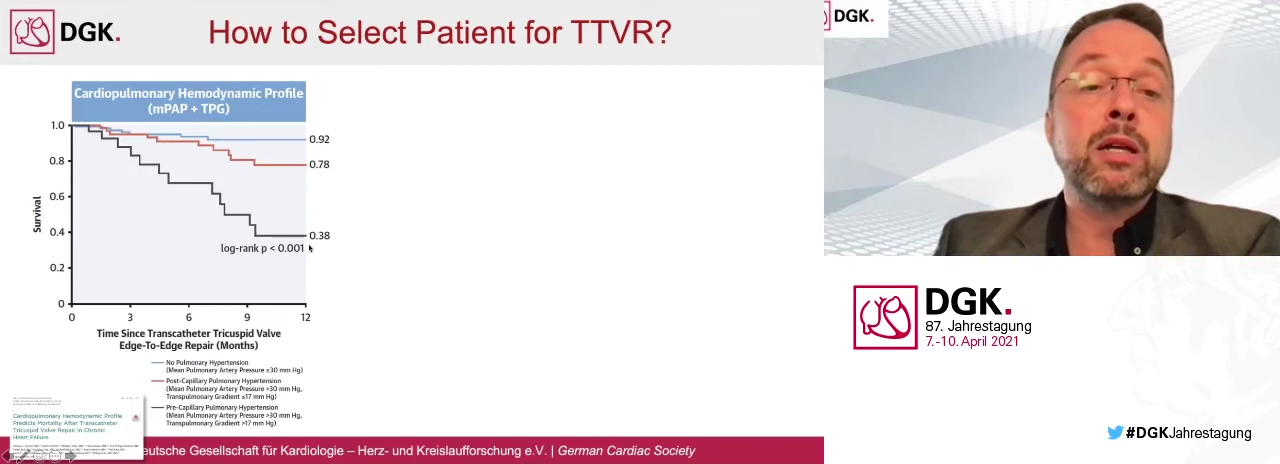 DGK.
How to Select Patient for TTVR?
Cardiopulmonary Hemodynamic Profile
(mPAP + TPG)
1.0
0.8
0.6
0.4
0.2
0
Survival
0.92
0.78
0.38
log-rank p < 0.001
0
3
6
9
12
Time Since Transcatheter Tricuspid Valve
Edge-To-Edge Repair (Months)
No Pulmonary Hypertension
(Mean Pulmonary Artery Pressure ≤30 mm Hg)
Post-Capillary Pulmonary Hypertension
(Mean Pulmonary Artery Pressure >30 mm Hg,
Transpulmonary Gradient ≤17 mm Hg)
Pre-Capillary Pulmonary Hypertension
(Mean Pulmonary Artery Pressure >30 mm Hg,
Transpulmonary Gradient >17 mm Hg)
Cardiopulmonary Hemodynamic Profile
Predicts Mortality After Transcatheter
Tricuspid Valve Repair in Chronic
Heart Failure
eutsche Gesellschaft für Kardiologie – Herz- und Kreislaufforschung e.V. | German Cardiac Society
DGK.
DGK.
87. Jahrestagung
7.-10. April 2021
#DGKJahrestagung